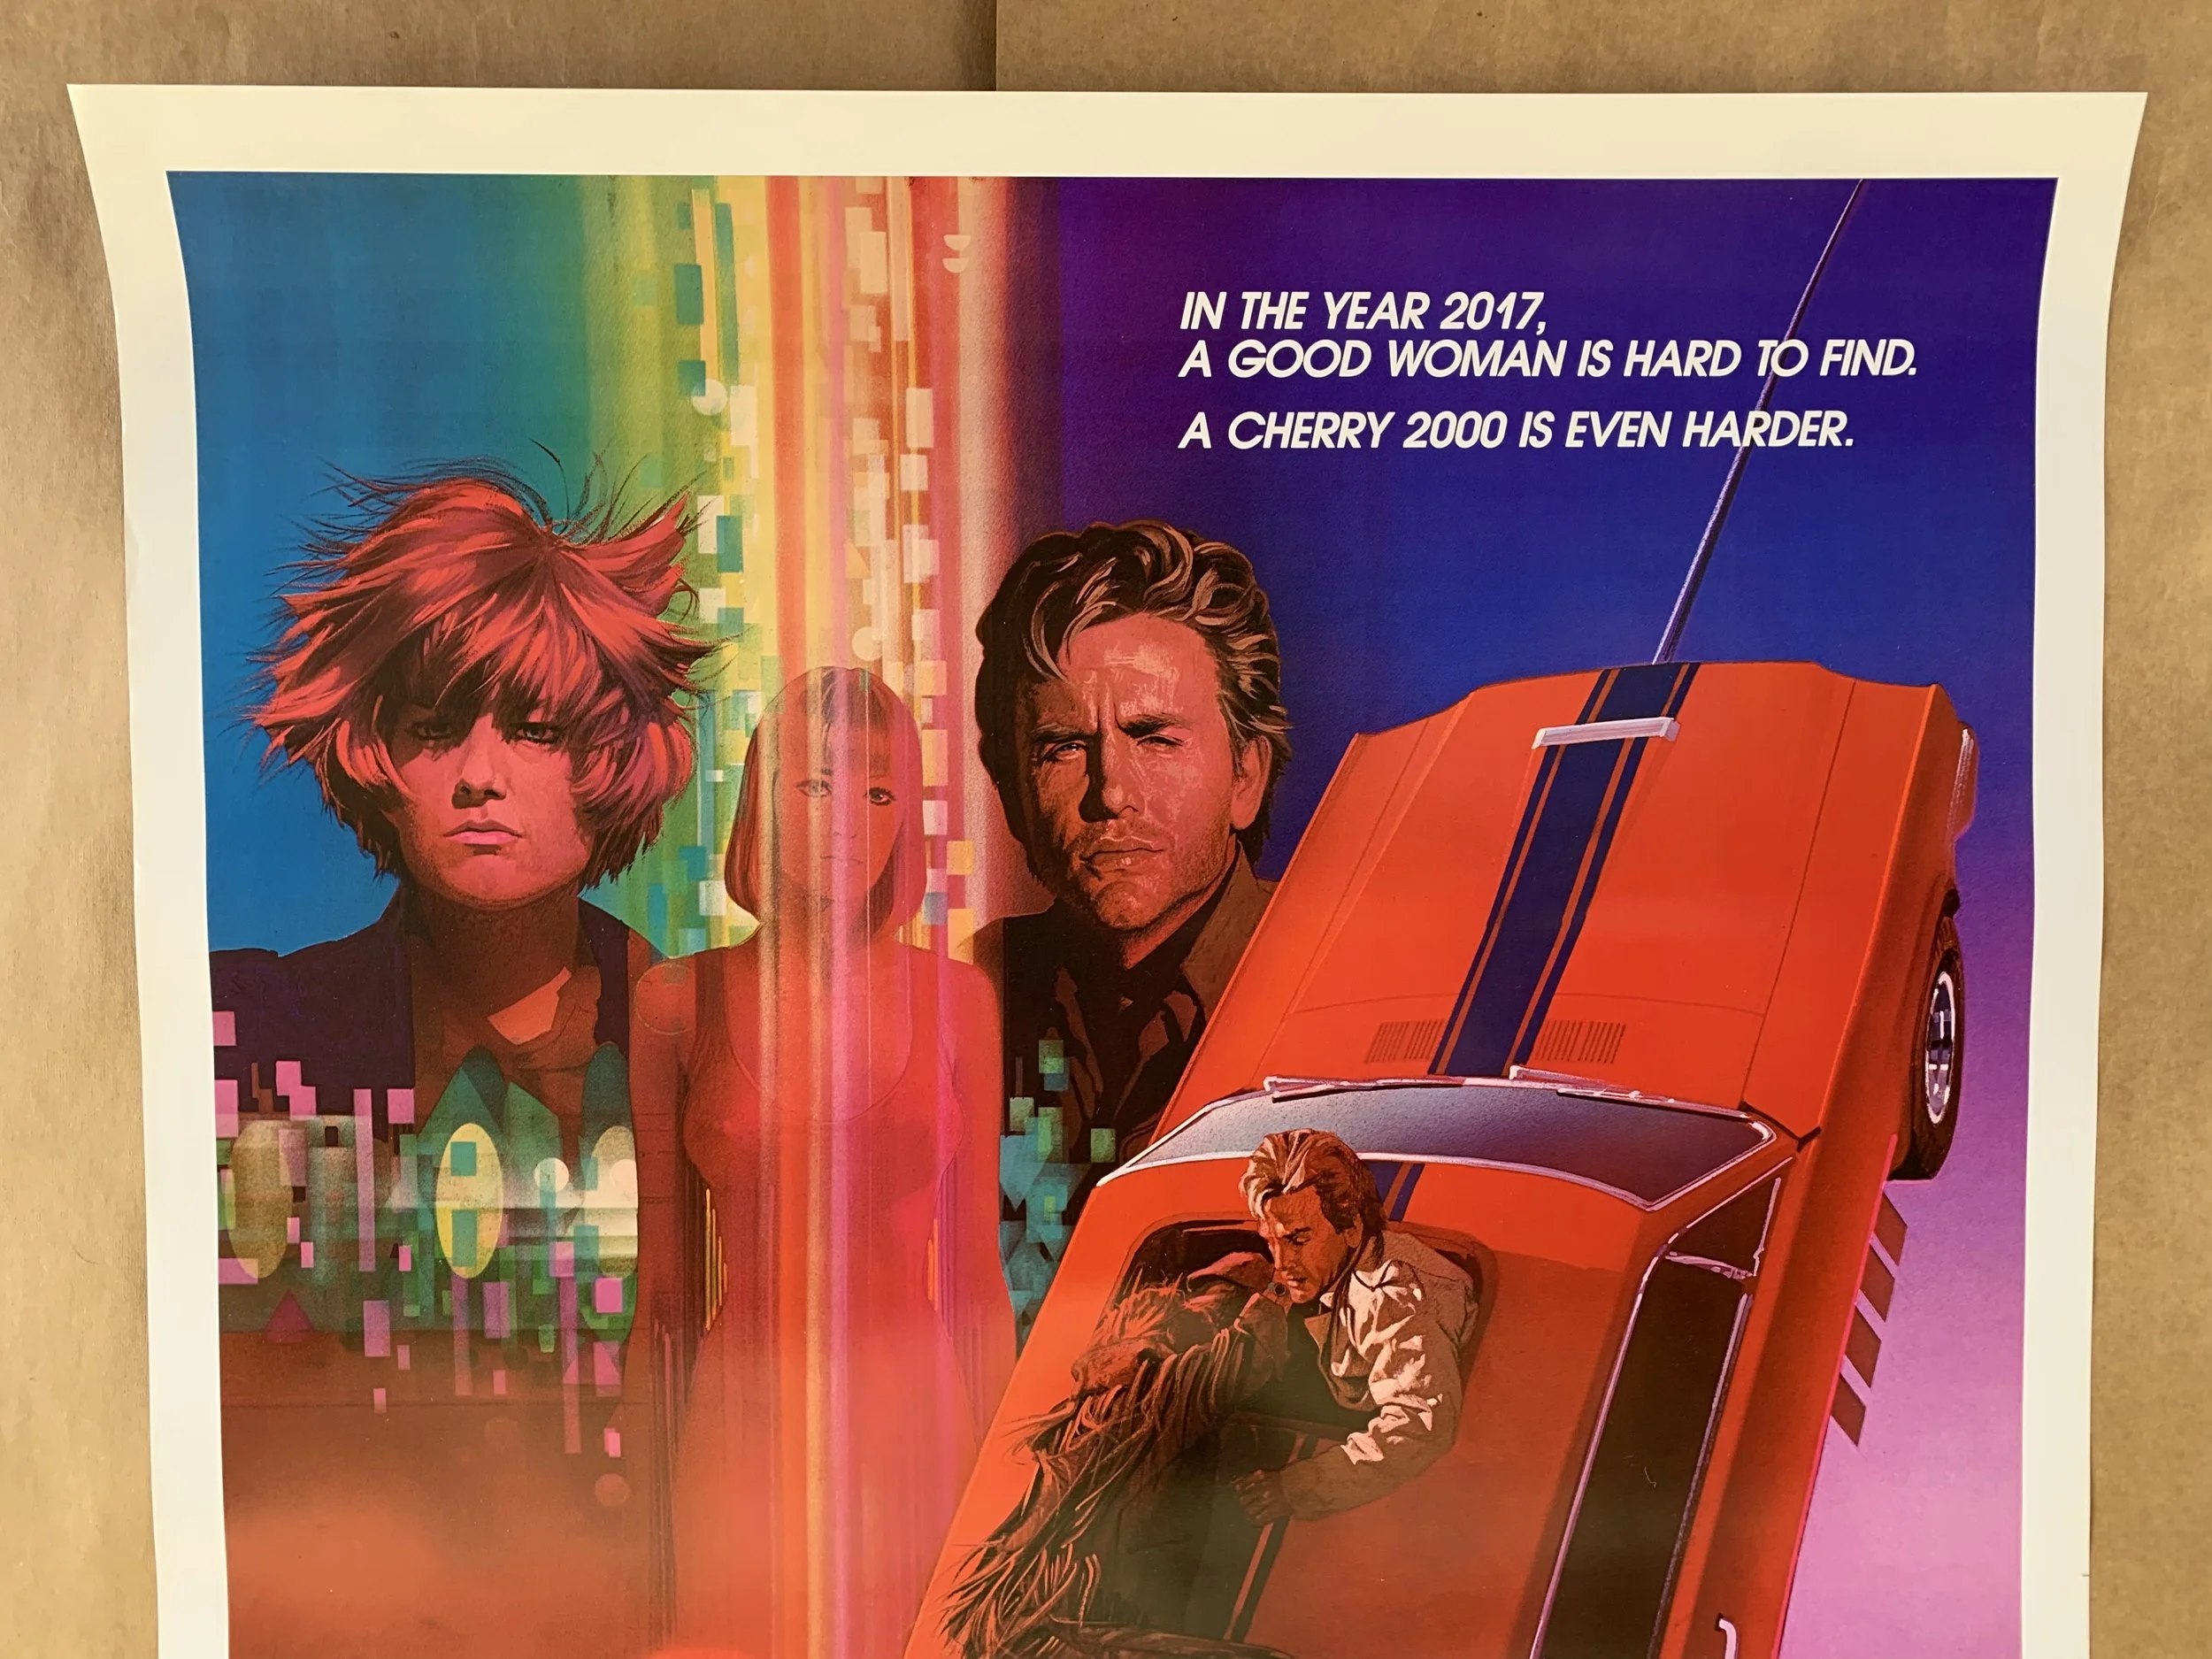 IN THE YEAR 2017,
A GOOD WOMAN IS HARD TO FIND.
A CHERRY 2000 IS EVEN HARDER.